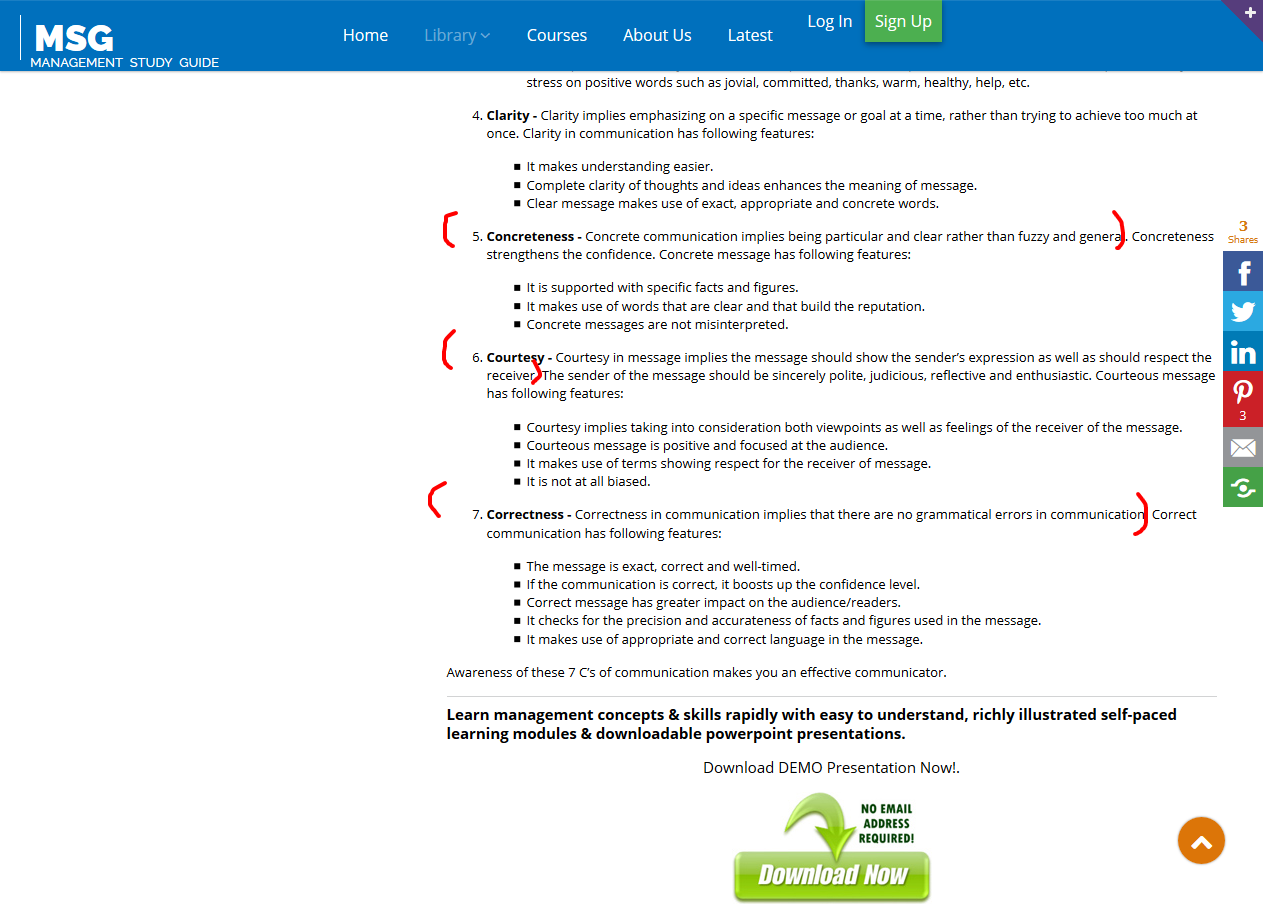 MSG
MANAGEMENT STUDY GUIDE
Home
Library
Courses
About Us
Latest
Log In
Sign Up
stress on positive words such as jovial, committed, thanks, warm, healthy, help, etc.
4. Clarity - Clarity implies emphasizing on a specific message or goal at a time, rather than trying to achieve too much at
once. Clarity in communication has following features:
It makes understanding easier.
Complete clarity of thoughts and ideas enhances the meaning of message.
Clear message makes use of exact, appropriate and concrete words.
5. Concreteness - Concrete communication implies being particular and clear rather than fuzzy and general. Concreteness
strengthens the confidence. Concrete message has following features:
It is supported with specific facts and figures.
It makes use of words that are clear and that build the reputation.
Concrete messages are not misinterpreted.
6. Courtesy - Courtesy in message implies the message should show the sender's expression as well as should respect the
receiver. The sender of the message should be sincerely polite, judicious, reflective and enthusiastic. Courteous message
has following features:
Courtesy implies taking into consideration both viewpoints as well as feelings of the receiver of the message.
Courteous message is positive and focused at the audience.
It makes use of terms showing respect for the receiver of message.
It is not at all biased.
7. Correctness - Correctness in communication implies that there are no grammatical errors in communication. Correct
communication has following features:
The message is exact, correct and well-timed.
If the communication is correct, it boosts up the confidence level.
Correct message has greater impact on the audience/readers.
It checks for the precision and accurateness of facts and figures used in the message.
It makes use of appropriate and correct language in the message.
Awareness of these 7 C's of communication makes you an effective communicator.
Learn management concepts & skills rapidly with easy to understand, richly illustrated self-paced
learning modules & downloadable powerpoint presentations.
Download DEMO Presentation Now!.
NO EMAIL
ADDRESS
REQUIRED!
Download Now
3
Shares
3